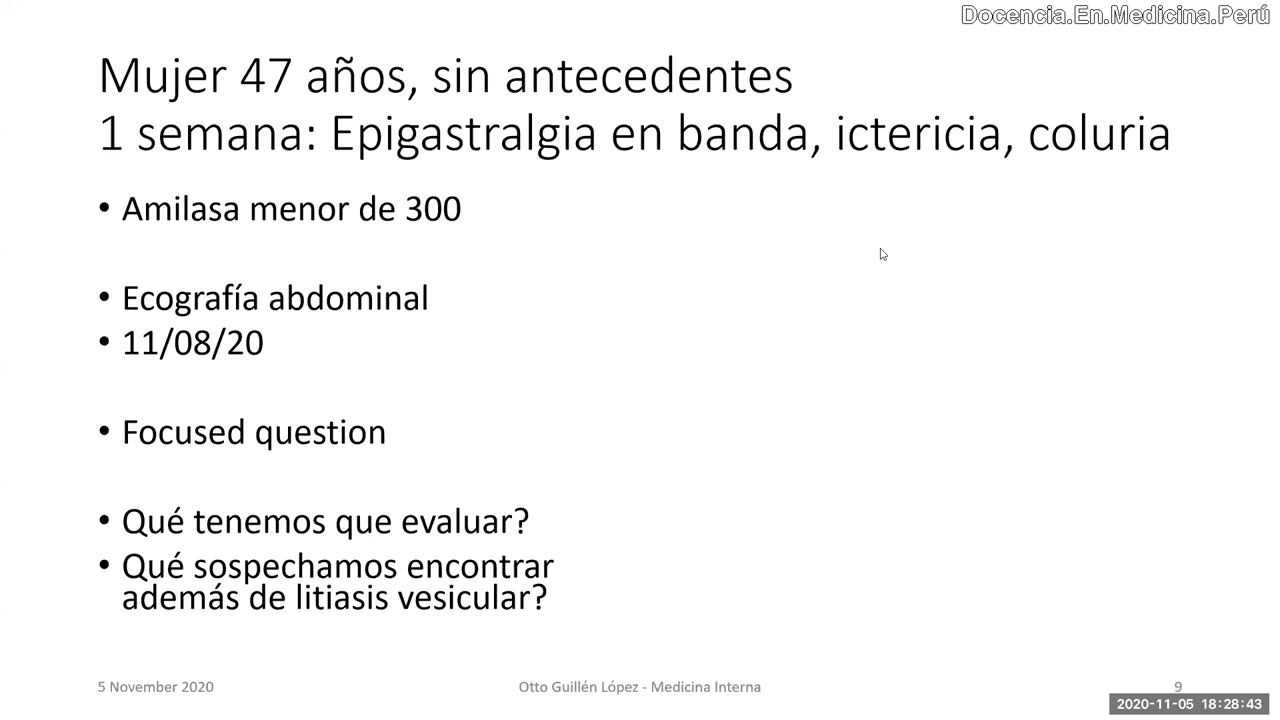 Docencia.En.Medicina.Perú
Mujer 47 años, sin antecedentes
1 semana: Epigastralgia en banda, ictericia, coluria
• Amilasa menor de 300
• Ecografía abdominal
• 11/08/20
• Focused question
• Qué tenemos que evaluar?
• Qué sospechamos encontrar
además de litiasis vesicular?
5 November 2020
Otto Guillén López - Medicina Interna
9
2020-11-05 18:28:43